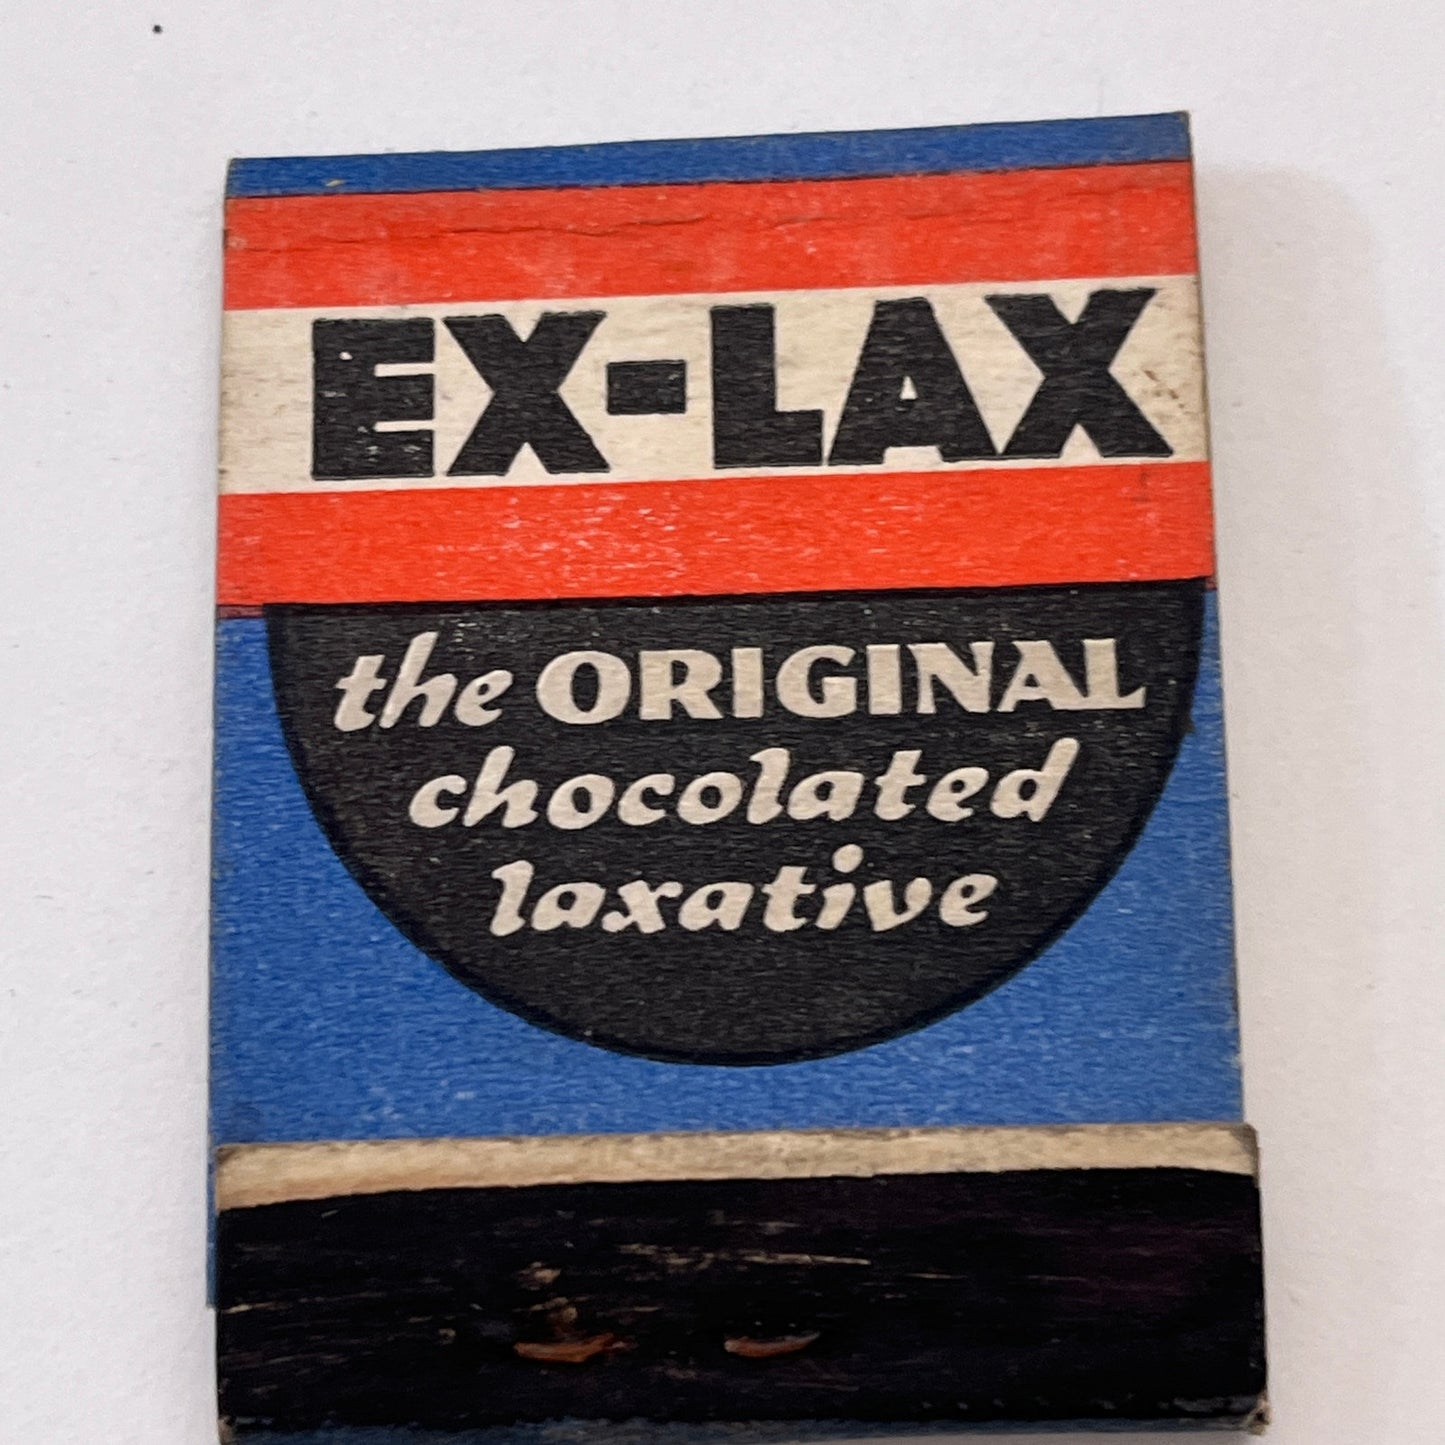 EX-LAX
the ORIGINAL
chocolated
laxative